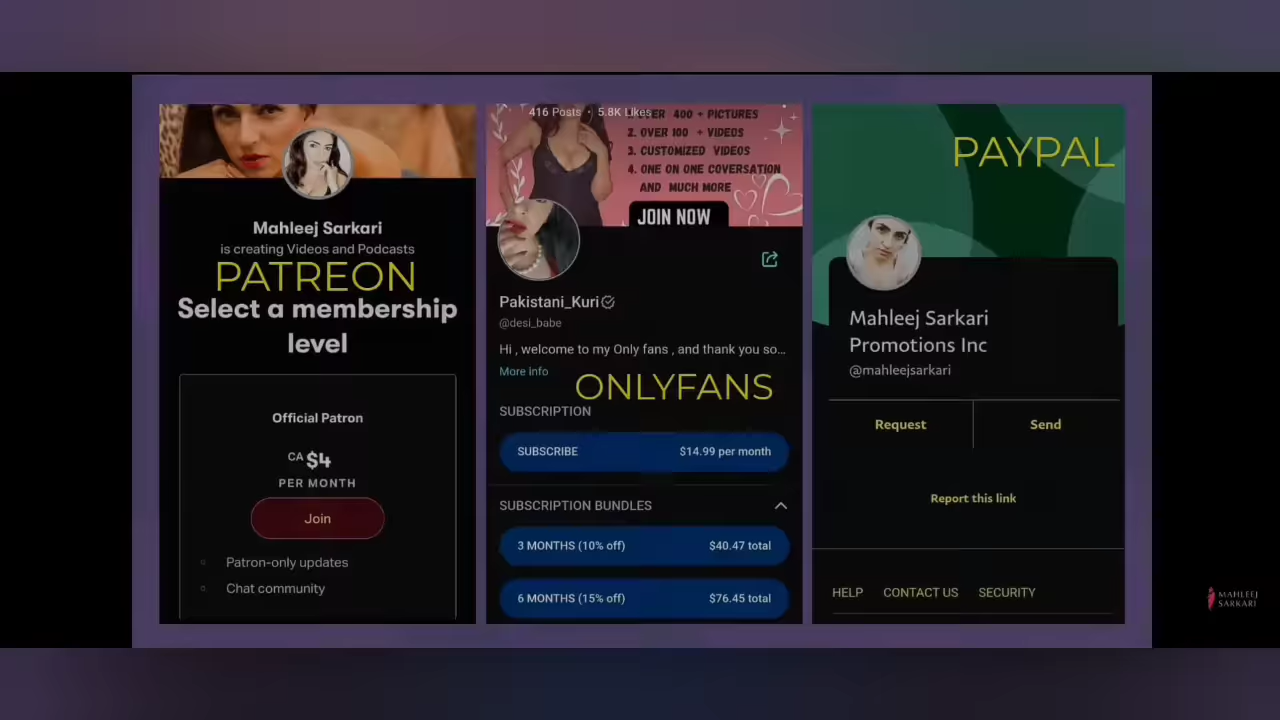 Mahleej Sarkari
is creating Videos and Podcasts
PATREON
Select a membership
level
Official Patron
CA $4
PER MONTH
Join
Patron-only updates
Chat community
416 Posts • 5.8K Likes
OVER 400 + PICTURES
2. OVER 100 + VIDEOS
3. CUSTOMIZED VIDEOS
4. ONE ON ONE COVERSATION
AND MUCH MORE
JOIN NOW
Pakistani_Kuri
@desi_babe
Hi , welcome to my Only fans , and thank you so...
More info
ONLYFANS
SUBSCRIPTION
SUBSCRIBE $14.99 per month
SUBSCRIPTION BUNDLES
3 MONTHS (10% off) $40.47 total
6 MONTHS (15% off) $76.45 total
PAYPAL
Mahleej Sarkari
Promotions Inc
@mahleejsarkari
Request Send
Report this link
HELP CONTACT US SECURITY
MAHLEEJ
SARKARI